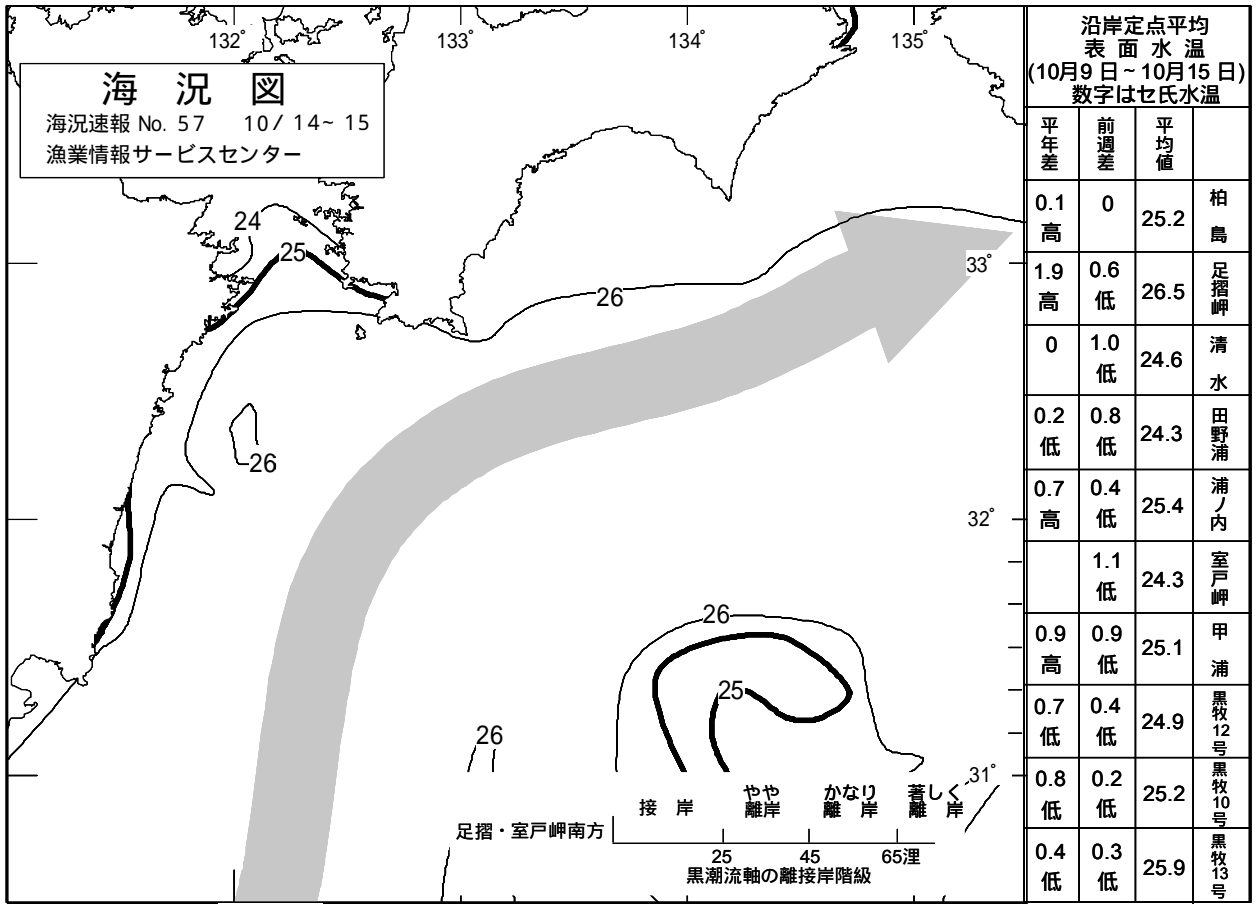 132°
133°
134°
135°
海 況 図
海況速報 No. 57 10/ 14~ 15
漁業情報サービスセンター
24
25
26
33°
26
32°
26
25
26
31°
接 岸
やや離岸
かなり離 岸
著しく離 岸
足摺・室戸岬南方
25 45 65浬
黒潮流軸の離接岸階級
沿岸定点平均
表 面 水 温
(10月9 日~10月15 日)
数字はセ氏水温
平年差 前週差 平均値
0.1高 0 25.2 柏島
1.9高 0.6低 26.5 足摺岬
0 1.0低 24.6 清水
0.2低 0.8低 24.3 田野浦
0.7高 0.4低 25.4 浦ノ内
1.1低 24.3 室戸岬
0.9高 0.9低 25.1 甲浦
0.7低 0.4低 24.9 黒牧12号
0.8低 0.2低 25.2 黒牧10号
0.4低 0.3低 25.9 黒牧13号